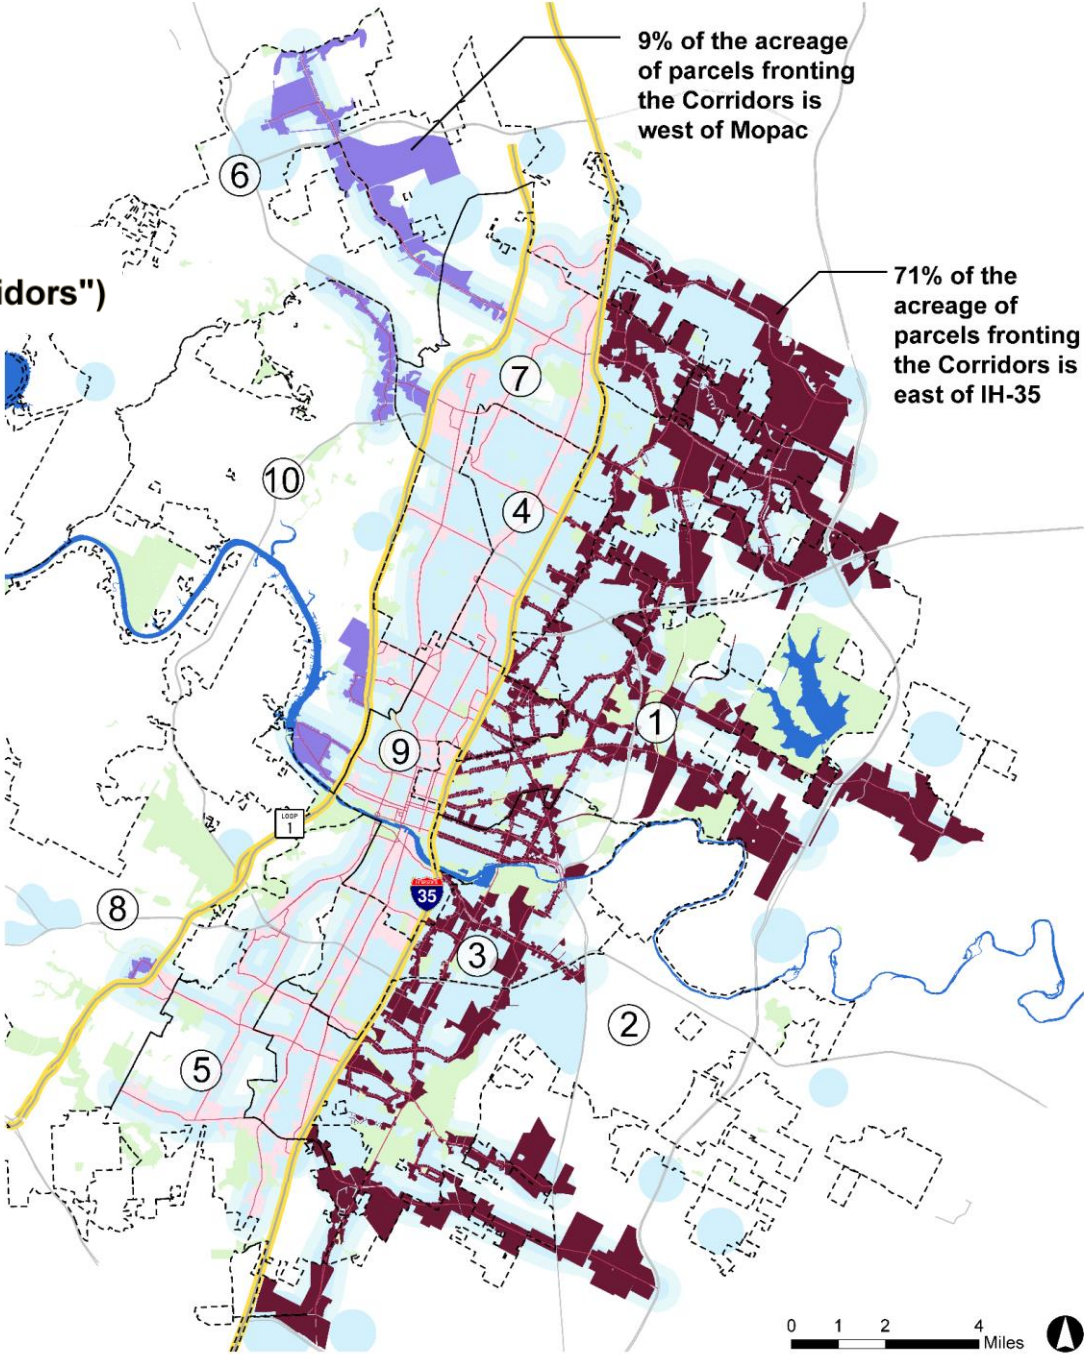 9% of the acreage
of parcels fronting
the Corridors is
west of Mopac
6
idors")
71% of the
acreage of
parcels fronting
the Corridors is
east of IH-35
7
10
4
1
9
LOOP
1
35
8
3
2
5
0 1 2 4
Miles